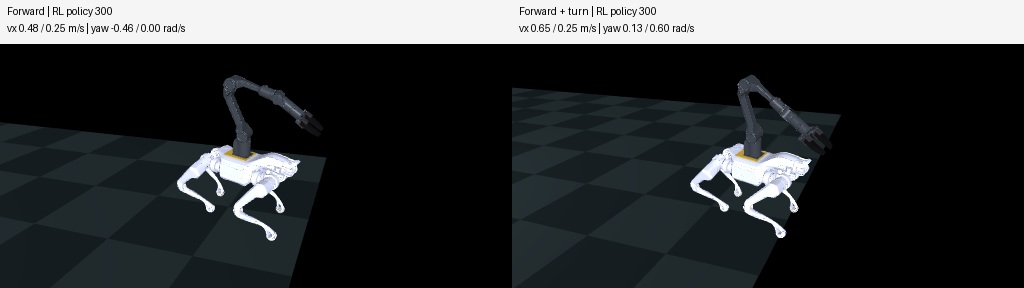 Forward | RL policy 300
vx 0.48 / 0.25 m/s | yaw -0.46 / 0.00 rad/s
Forward + turn | RL policy 300
vx 0.65 / 0.25 m/s | yaw 0.13 / 0.60 rad/s